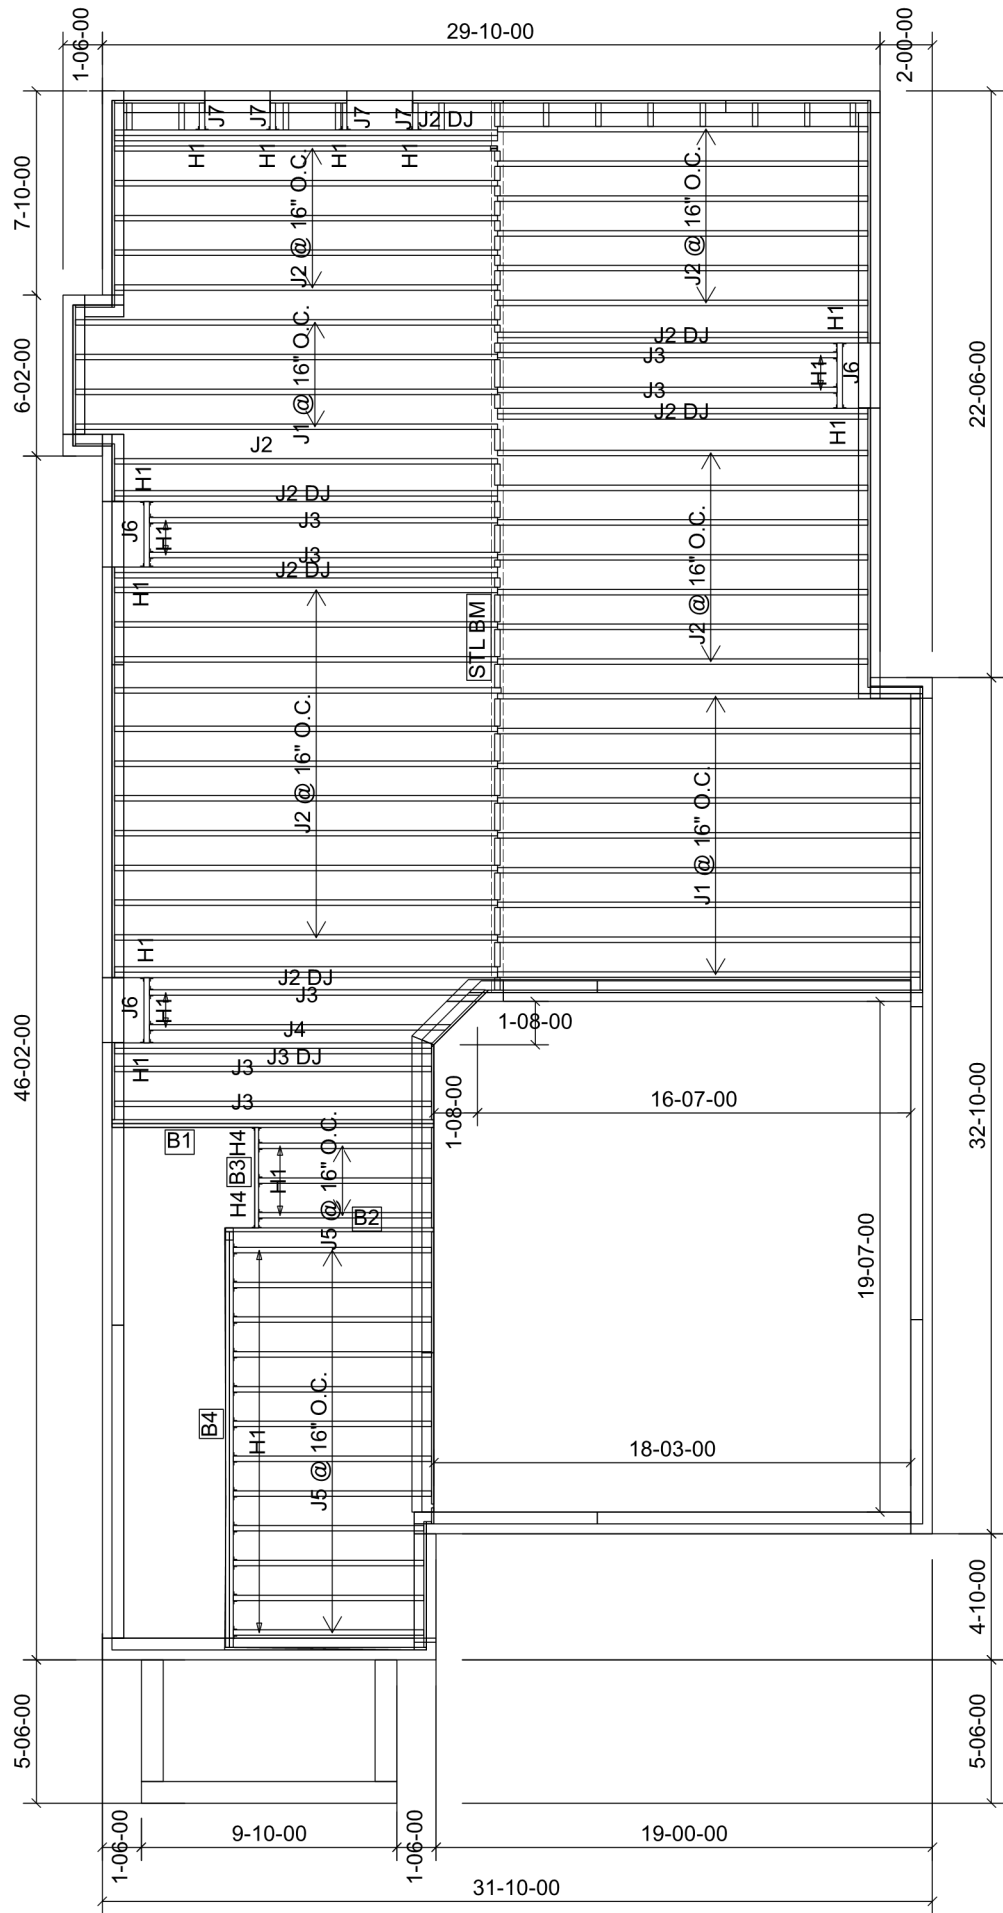 29-10-00
1-06-00
2-00-00
7-10-00
6-02-00
46-02-00
5-06-00
22-06-00
32-10-00
4-10-00
5-06-00
J7
J7
J7
J7
J2 DJ
H1
H1
H1
H1
J2 @ 16" O.C.
J2 @ 16" O.C.
J1 @ 16" O.C.
J2
H1
J2 DJ
J3
H1
J6
J3
J2 DJ
H1
H1
J2 DJ
J6
H1
J3
J3
J2 DJ
H1
STL BM
J2 @ 16" O.C.
J2 @ 16" O.C.
J1 @ 16" O.C.
H1
J2 DJ
J3
J6
H1
J4
J3 DJ
H1
J3
J3
1-08-00
1-08-00
16-07-00
B1
H4
B3
H4
H1
J5 @ 16" O.C.
B2
19-07-00
B4
H1
J5 @ 16" O.C.
18-03-00
1-06-00
9-10-00
1-06-00
19-00-00
31-10-00